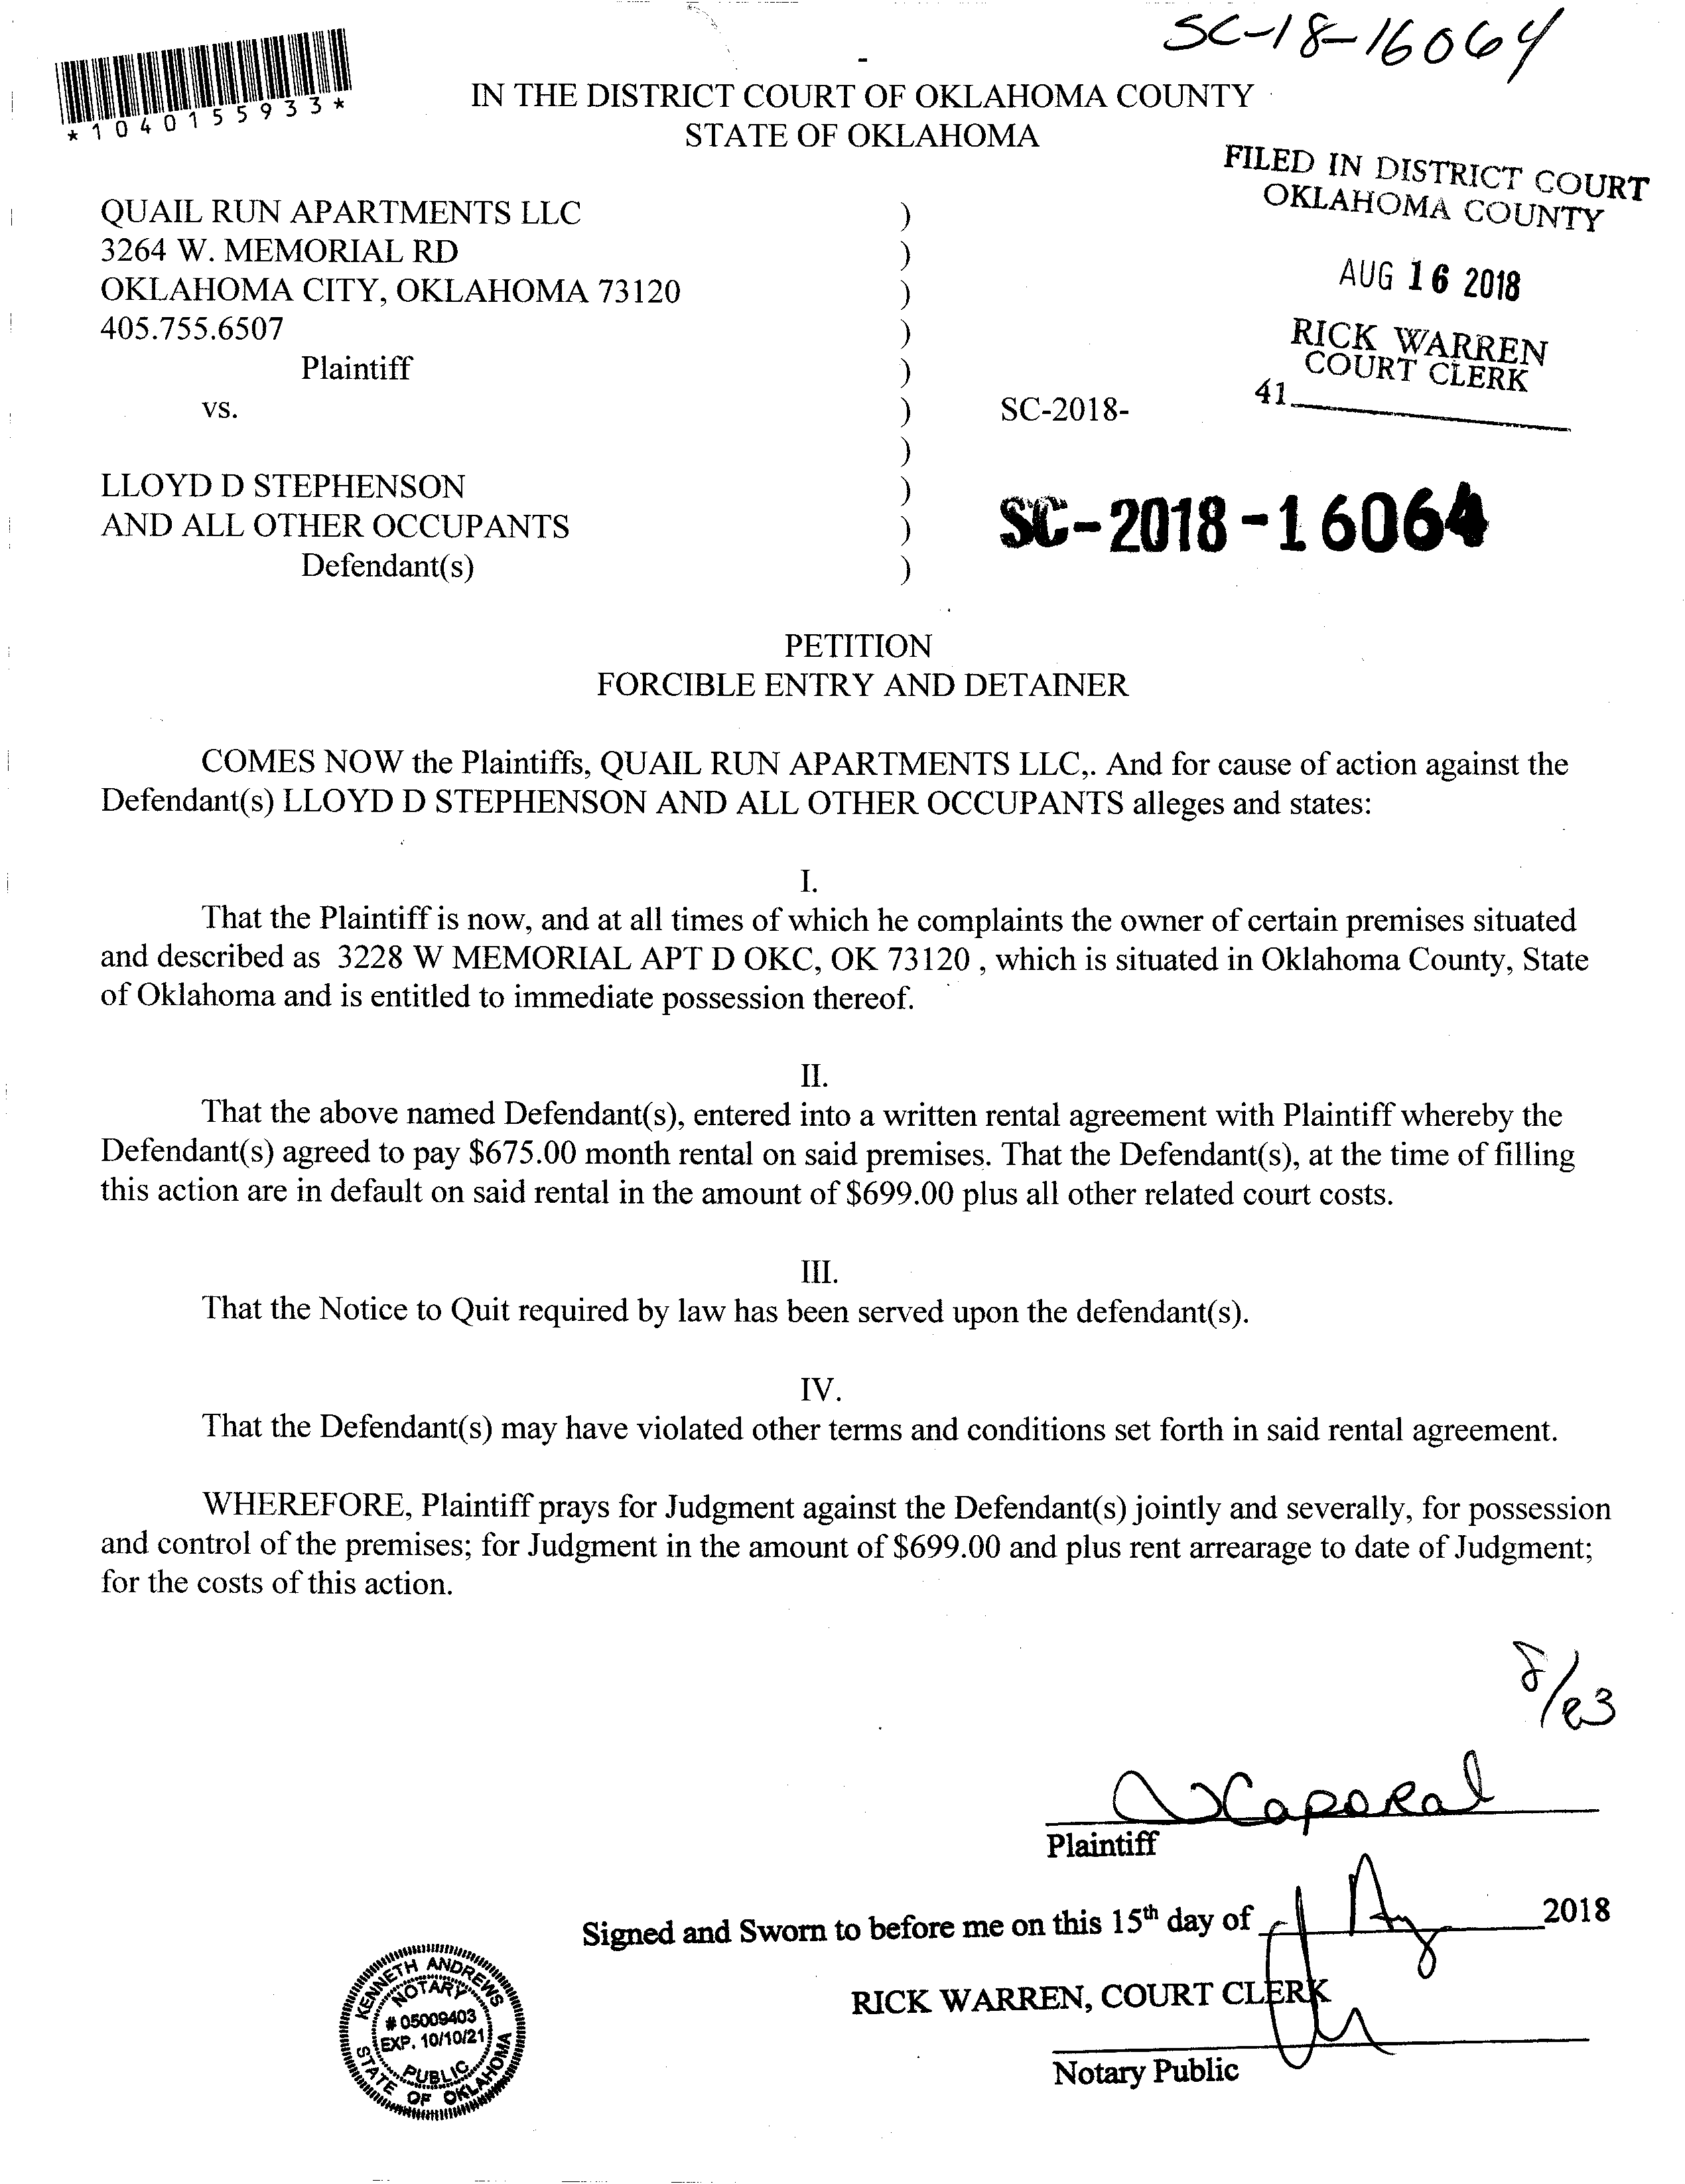 SC-18-16064
*1040155933*
IN THE DISTRICT COURT OF OKLAHOMA COUNTY
STATE OF OKLAHOMA
FILED IN DISTRICT COURT
OKLAHOMA COUNTY
QUAIL RUN APARTMENTS LLC )
3264 W. MEMORIAL RD )
OKLAHOMA CITY, OKLAHOMA 73120 )
AUG 16 2018
405.755.6507 )
RICK WARREN
COURT CLERK
Plaintiff )
41
vs. ) SC-2018-
)
LLOYD D STEPHENSON )
AND ALL OTHER OCCUPANTS ) SC-2018-16064
Defendant(s) )
PETITION
FORCIBLE ENTRY AND DETAINER
COMES NOW the Plaintiffs, QUAIL RUN APARTMENTS LLC,. And for cause of action against the
Defendant(s) LLOYD D STEPHENSON AND ALL OTHER OCCUPANTS alleges and states:
I.
That the Plaintiff is now, and at all times of which he complaints the owner of certain premises situated
and described as 3228 W MEMORIAL APT D OKC, OK 73120 , which is situated in Oklahoma County, State
of Oklahoma and is entitled to immediate possession thereof.
II.
That the above named Defendant(s), entered into a written rental agreement with Plaintiff whereby the
Defendant(s) agreed to pay $675.00 month rental on said premises. That the Defendant(s), at the time of filling
this action are in default on said rental in the amount of $699.00 plus all other related court costs.
III.
That the Notice to Quit required by law has been served upon the defendant(s).
IV.
That the Defendant(s) may have violated other terms and conditions set forth in said rental agreement.
WHEREFORE, Plaintiff prays for Judgment against the Defendant(s) jointly and severally, for possession
and control of the premises; for Judgment in the amount of $699.00 and plus rent arrearage to date of Judgment;
for the costs of this action.
8/23
Caporal
Plaintiff
Signed and Sworn to before me on this 15th day of Aug 2018
RICK WARREN, COURT CLERK
Notary Public
KENNETH ANDREWS
NOTARY
# 05009403
EXP. 10/10/21
PUBLIC
STATE OF OKLAHOMA